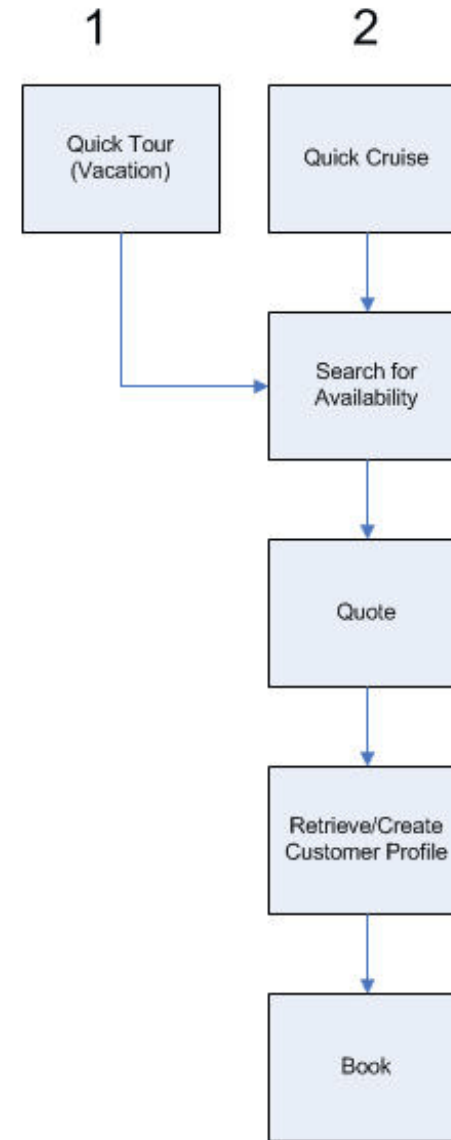 1
2
Quick Tour
(Vacation)
Quick Cruise
Search for
Availability
Quote
Retrieve/Create
Customer Profile
Book